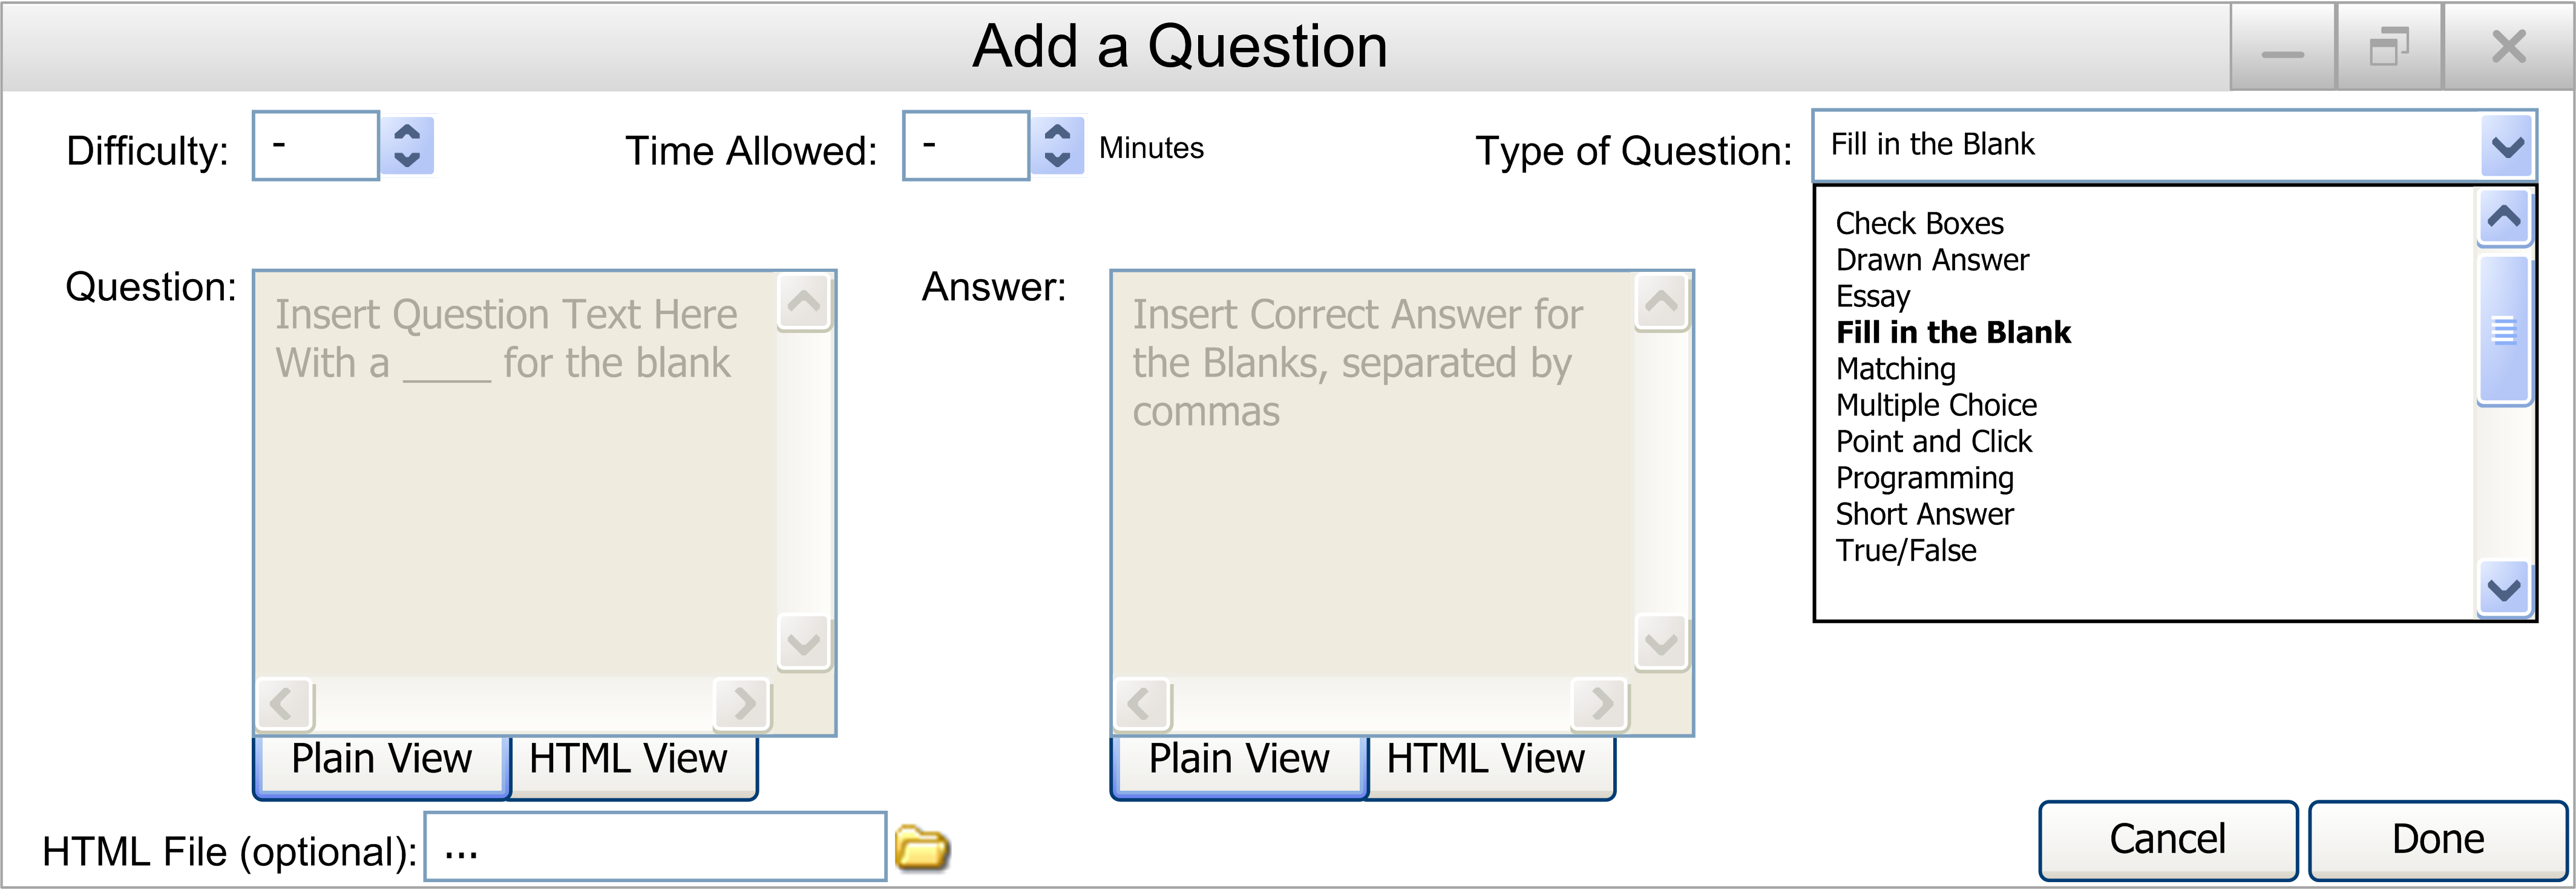 Add a Question
Difficulty: -
Time Allowed: - Minutes
Type of Question: Fill in the Blank
Check Boxes
Drawn Answer
Essay
Fill in the Blank
Matching
Multiple Choice
Point and Click
Programming
Short Answer
True/False
Question:
Insert Question Text Here
With a ____ for the blank
Plain View
HTML View
Answer:
Insert Correct Answer for
the Blanks, separated by
commas
Plain View
HTML View
HTML File (optional): ...
Cancel
Done